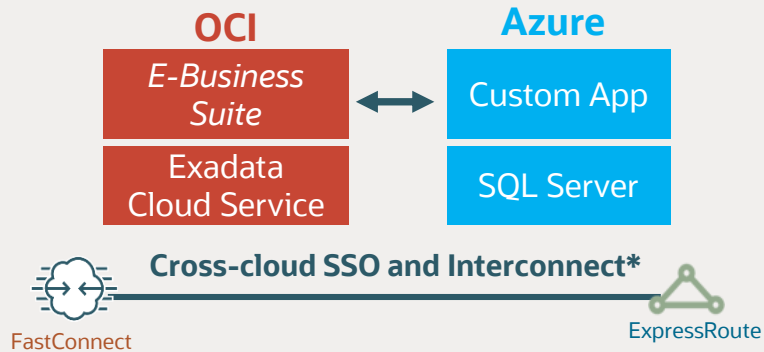 OCI
Azure
E-Business
Suite
Custom App
Exadata
Cloud Service
SQL Server
Cross-cloud SSO and Interconnect*
FastConnect
ExpressRoute